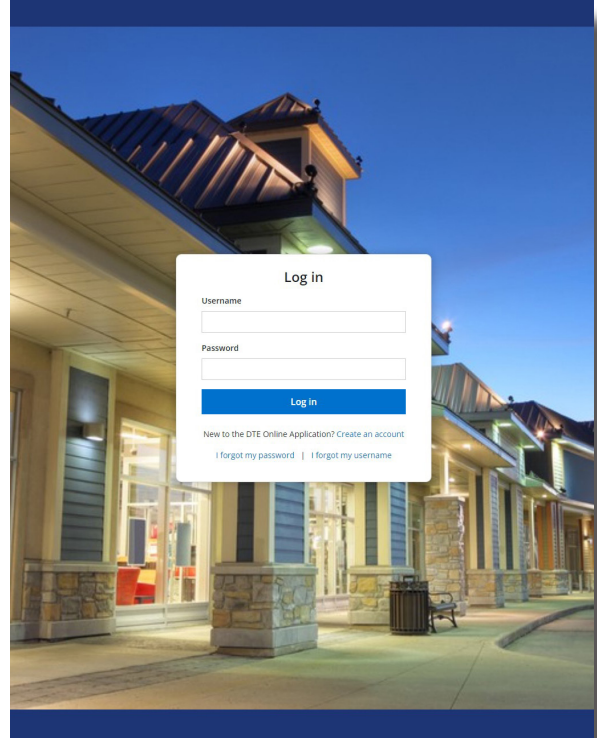 Log in
Username
Password
Log in
New to the DTE Online Application? Create an account
I forgot my password | I forgot my username